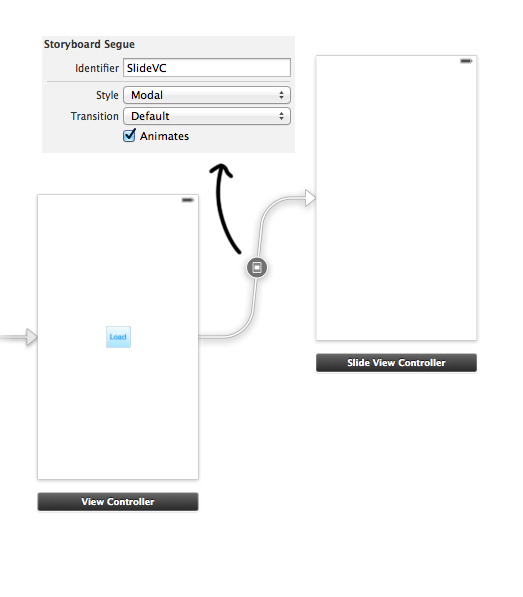 Storyboard Segue
Identifier SlideVC
Style Modal
Transition Default
Animates
Load
Slide View Controller
View Controller